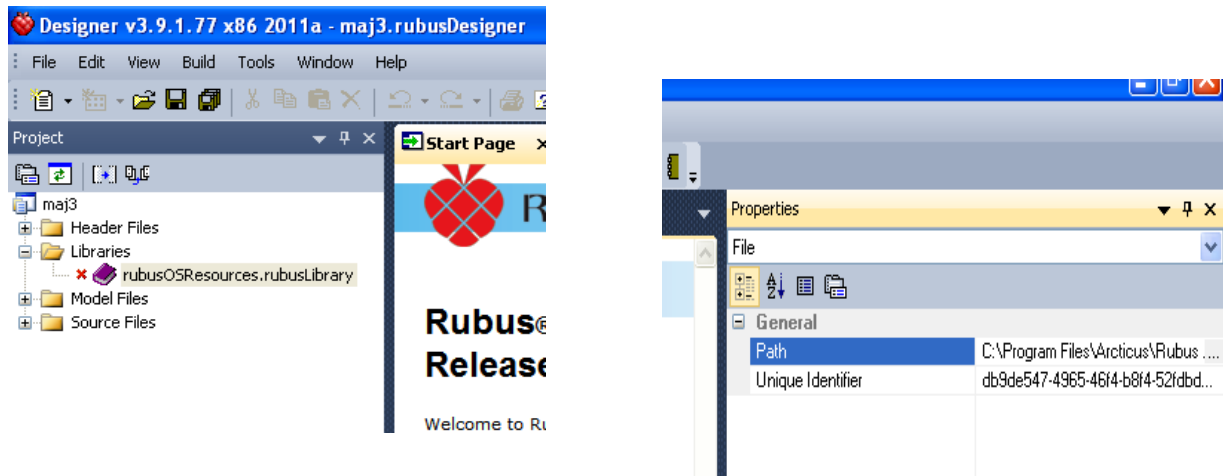 Designer v3.9.1.77 x86 2011a - maj3.rubusDesigner
File Edit View Build Tools Window Help
Project
Start Page
maj3
Header Files
Libraries
rubusOSResources.rubusLibrary
Model Files
Source Files
R
Rubus®
Release
Welcome to Ru
Properties
File
General
Path C:\Program Files\Arcticus\Rubus ....
Unique Identifier db9de547-4965-46f4-b8f4-52fdbd...